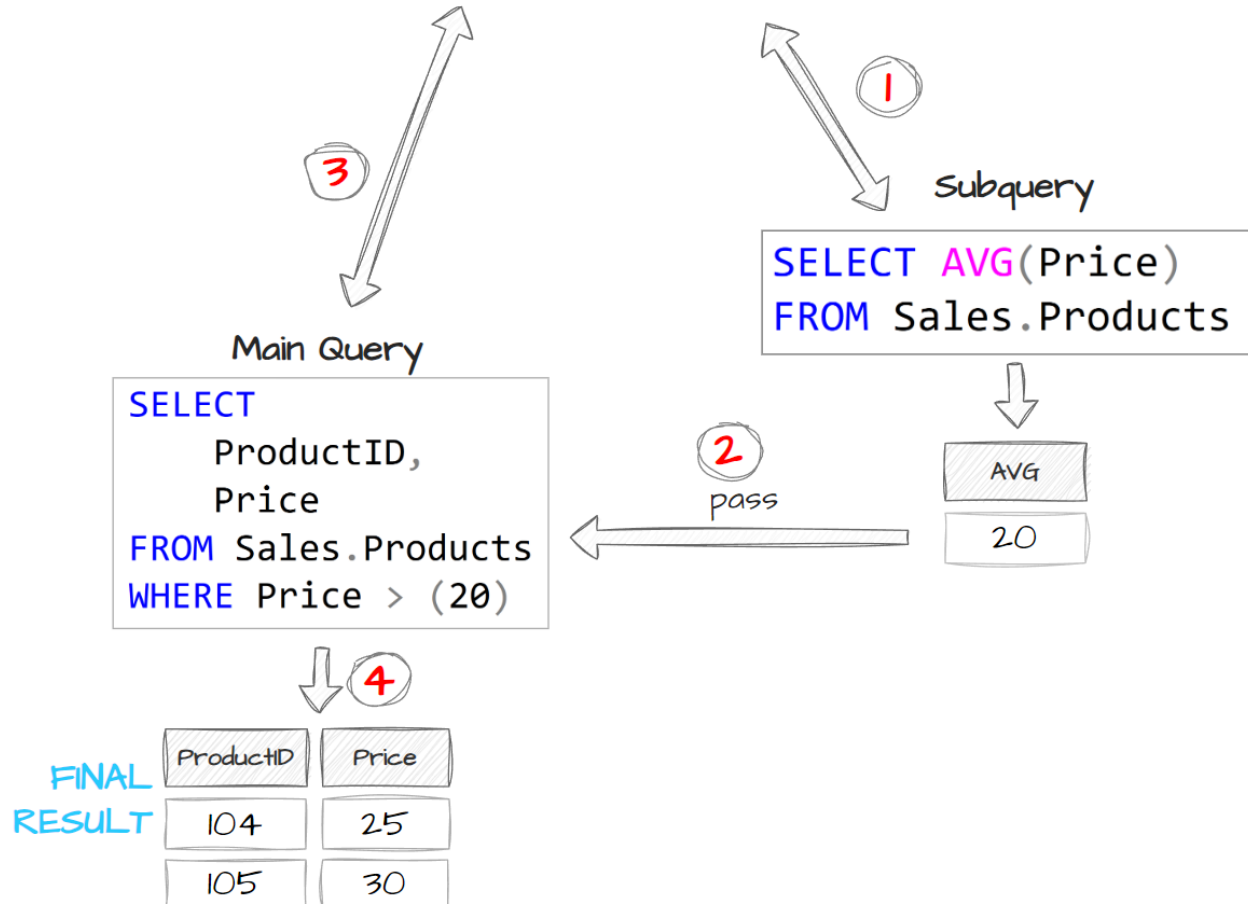 1
3
Subquery
SELECT AVG(Price)
FROM Sales.Products
Main Query
SELECT
ProductID,
Price
FROM Sales.Products
WHERE Price > (20)
2
pass
AVG
20
4
FINAL
RESULT
ProductID Price
104 25
105 30